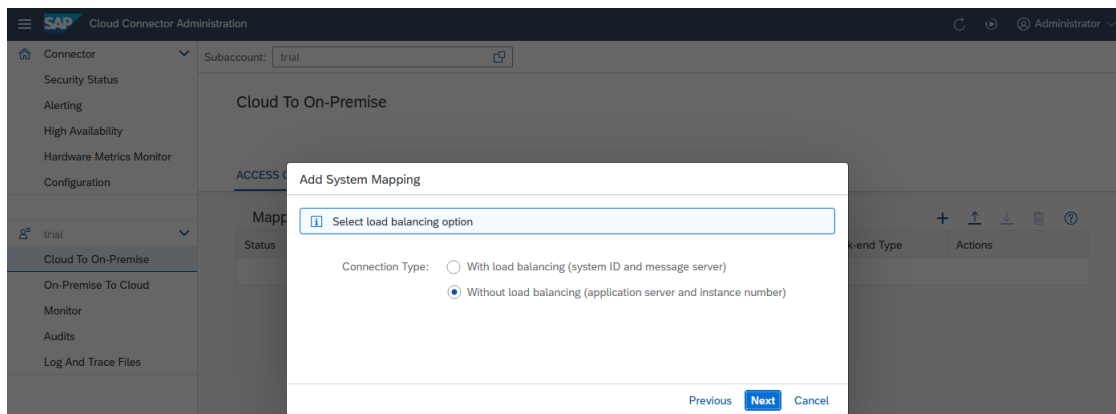 SAP Cloud Connector Administration
Administrator
Connector
Subaccount: trial
Security Status
Alerting
High Availability
Hardware Metrics Monitor
Configuration
trial
Cloud To On-Premise
On-Premise To Cloud
Monitor
Audits
Log And Trace Files
Cloud To On-Premise
ACCESS
Status
Actions
Add System Mapping
Select load balancing option
Connection Type:
With load balancing (system ID and message server)
Without load balancing (application server and instance number)
Previous Next Cancel